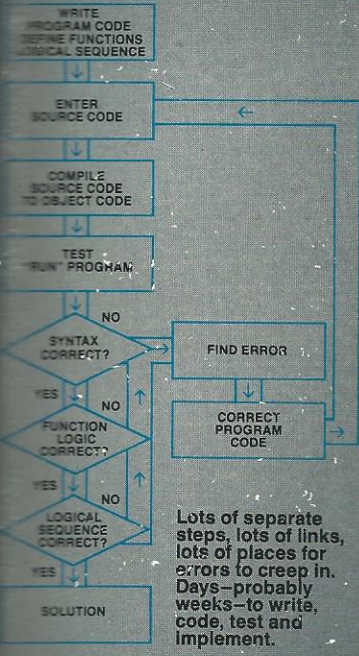 WRITE
PROGRAM CODE
DEFINE FUNCTIONS
LOGICAL SEQUENCE
ENTER
SOURCE CODE
COMPILE
SOURCE CODE
TO OBJECT CODE
TEST
"RUN" PROGRAM
NO
SYNTAX
CORRECT?
FIND ERROR
YES
NO
FUNCTION
LOGIC
CORRECT?
CORRECT
PROGRAM
CODE
YES
NO
LOGICAL
SEQUENCE
CORRECT?
YES
SOLUTION
Lots of separate
steps, lots of links,
lots of places for
errors to creep in.
Days—probably
weeks—to write,
code, test and
implement.